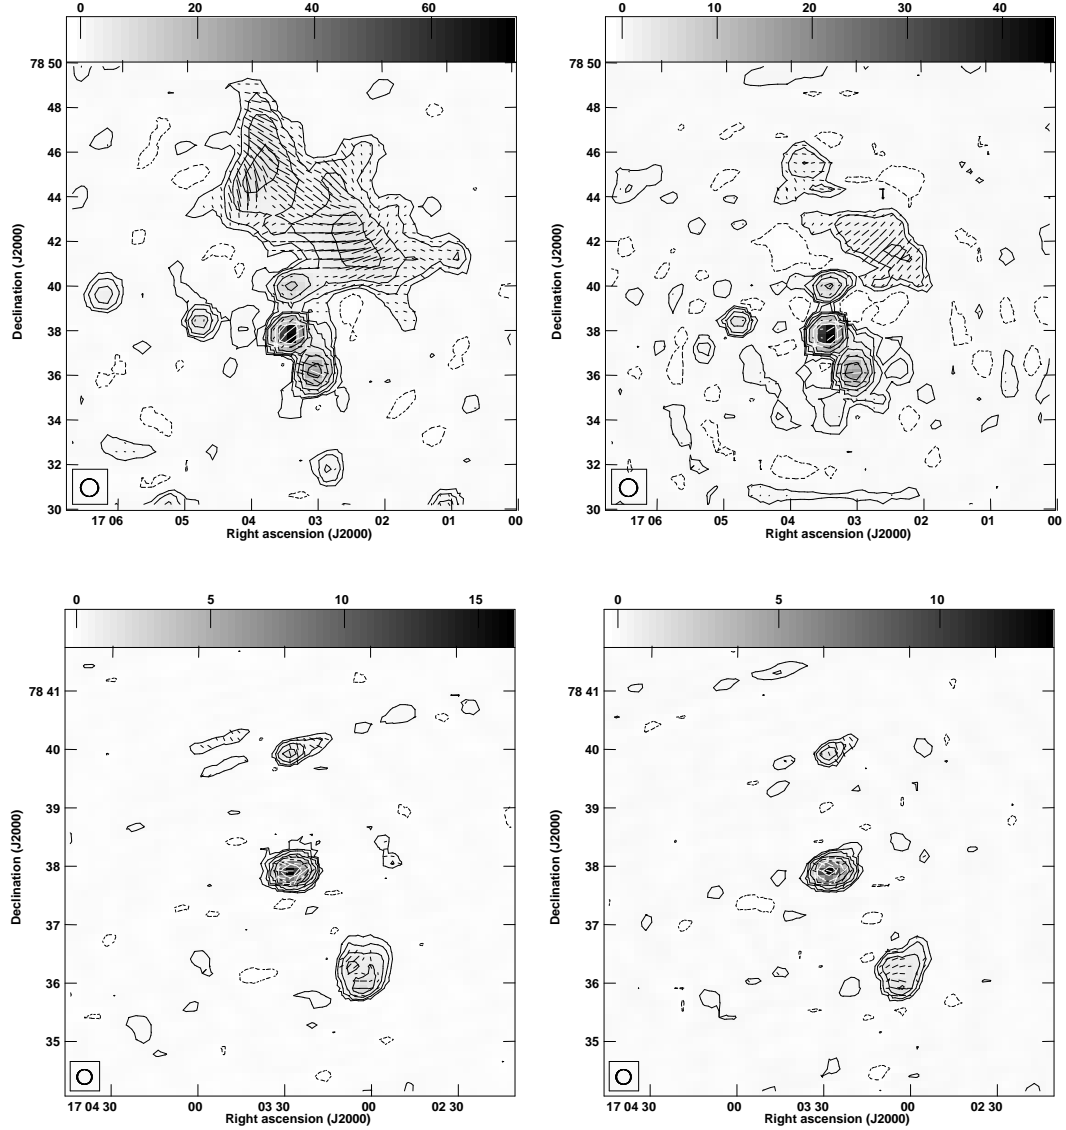 0 20 40 60
78 50
48
46
44
42
40
38
36
34
32
30
Declination (J2000)
17 06 05 04 03 02 01 00
Right ascension (J2000)
0 10 20 30 40
78 50
48
46
44
42
40
38
36
34
32
30
Declination (J2000)
17 06 05 04 03 02 01 00
Right ascension (J2000)
0 5 10 15
78 41
40
39
38
37
36
35
Declination (J2000)
17 04 30 00 03 30 00 02 30
Right ascension (J2000)
0 5 10
78 41
40
39
38
37
36
35
Declination (J2000)
17 04 30 00 03 30 00 02 30
Right ascension (J2000)